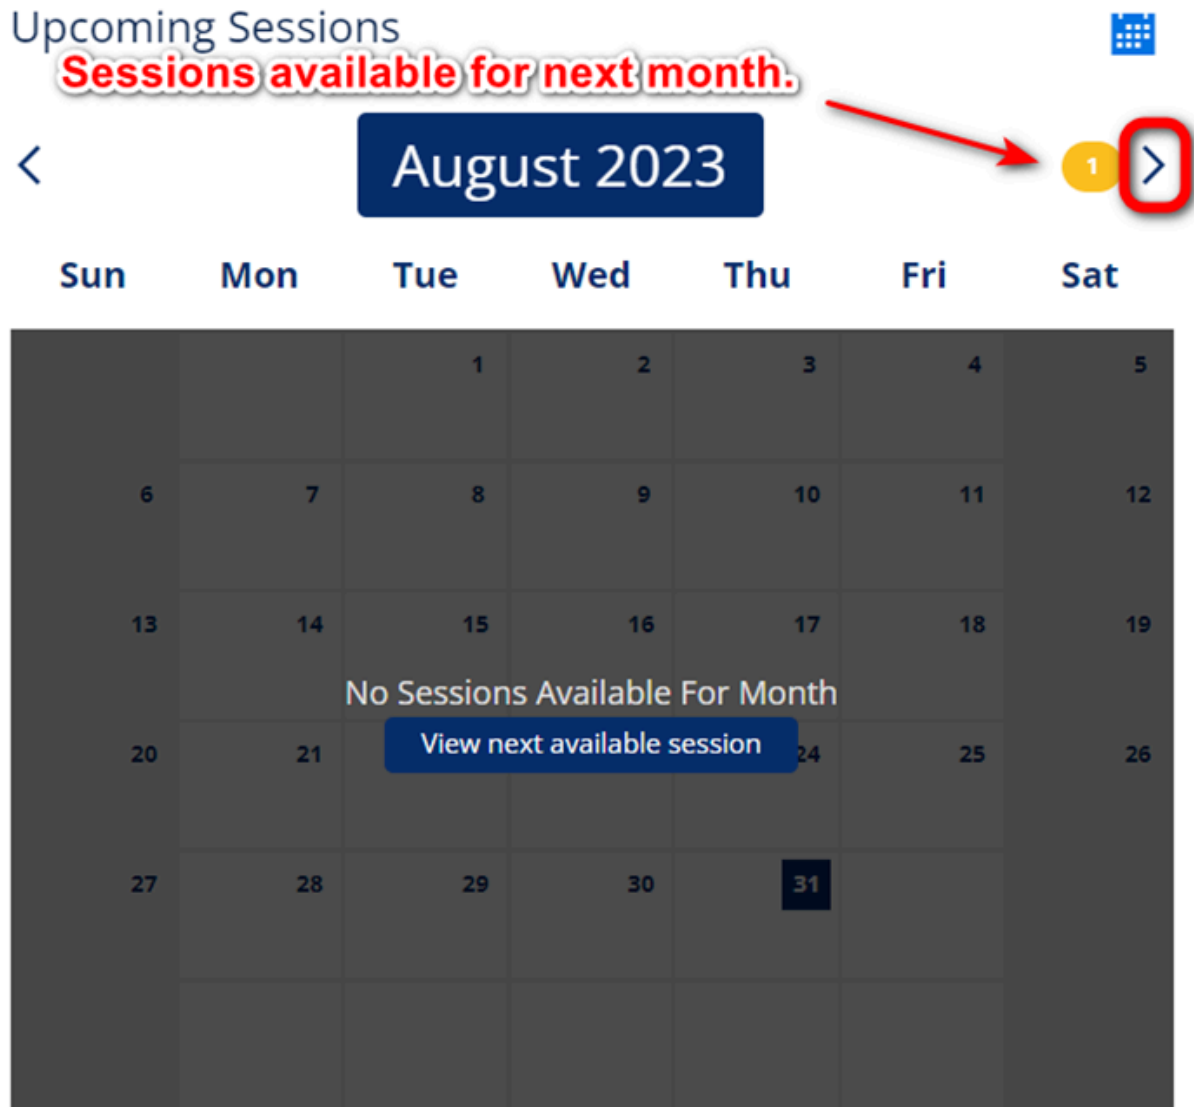 Upcoming Sessions
Sessions available for next month.
August 2023
1
Sun Mon Tue Wed Thu Fri Sat
1 2 3 4 5
6 7 8 9 10 11 12
13 14 15 16 17 18 19
No Sessions Available For Month
View next available session
20 21 24 25 26
27 28 29 30 31